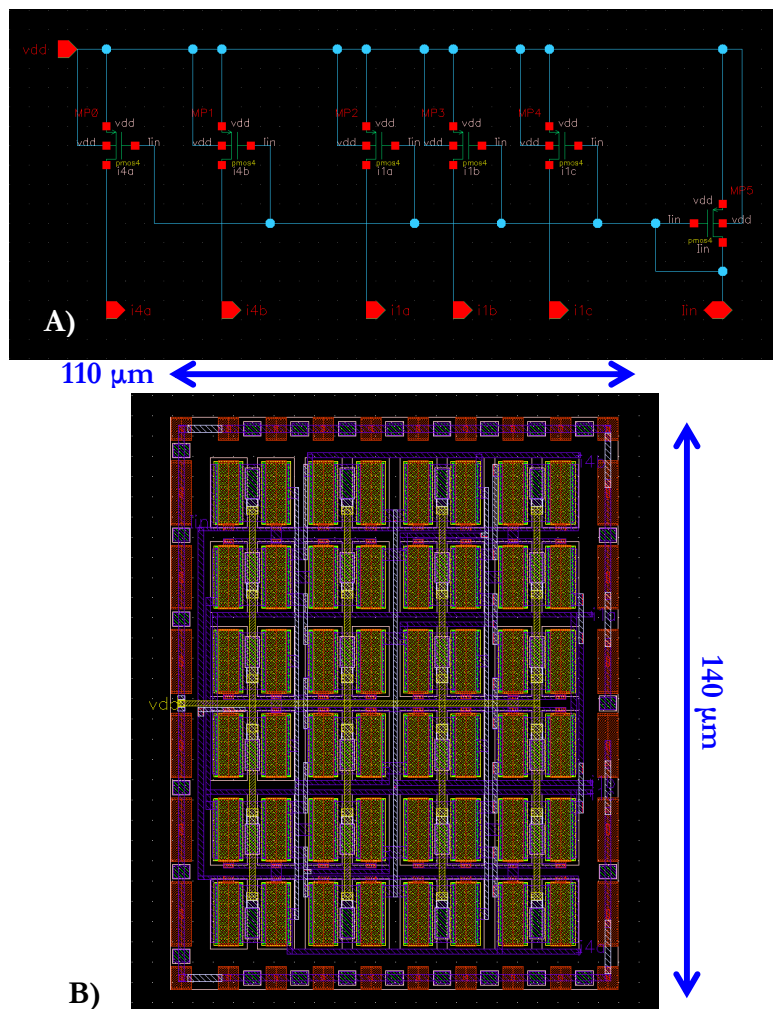 vdd
MP0 MP1 MP2 MP3 MP4
vdd vdd vdd vdd vdd
vdd Iin vdd Iin vdd Iin vdd Iin vdd Iin
pmos4 pmos4 pmos4 pmos4 pmos4
i4a i4b i1a i1b i1c
MP5
vdd
Iin vdd
pmos4
Iin
i4a i4b i1a i1b i1c Iin
A)
110 µm
vdd
140 µm
B)